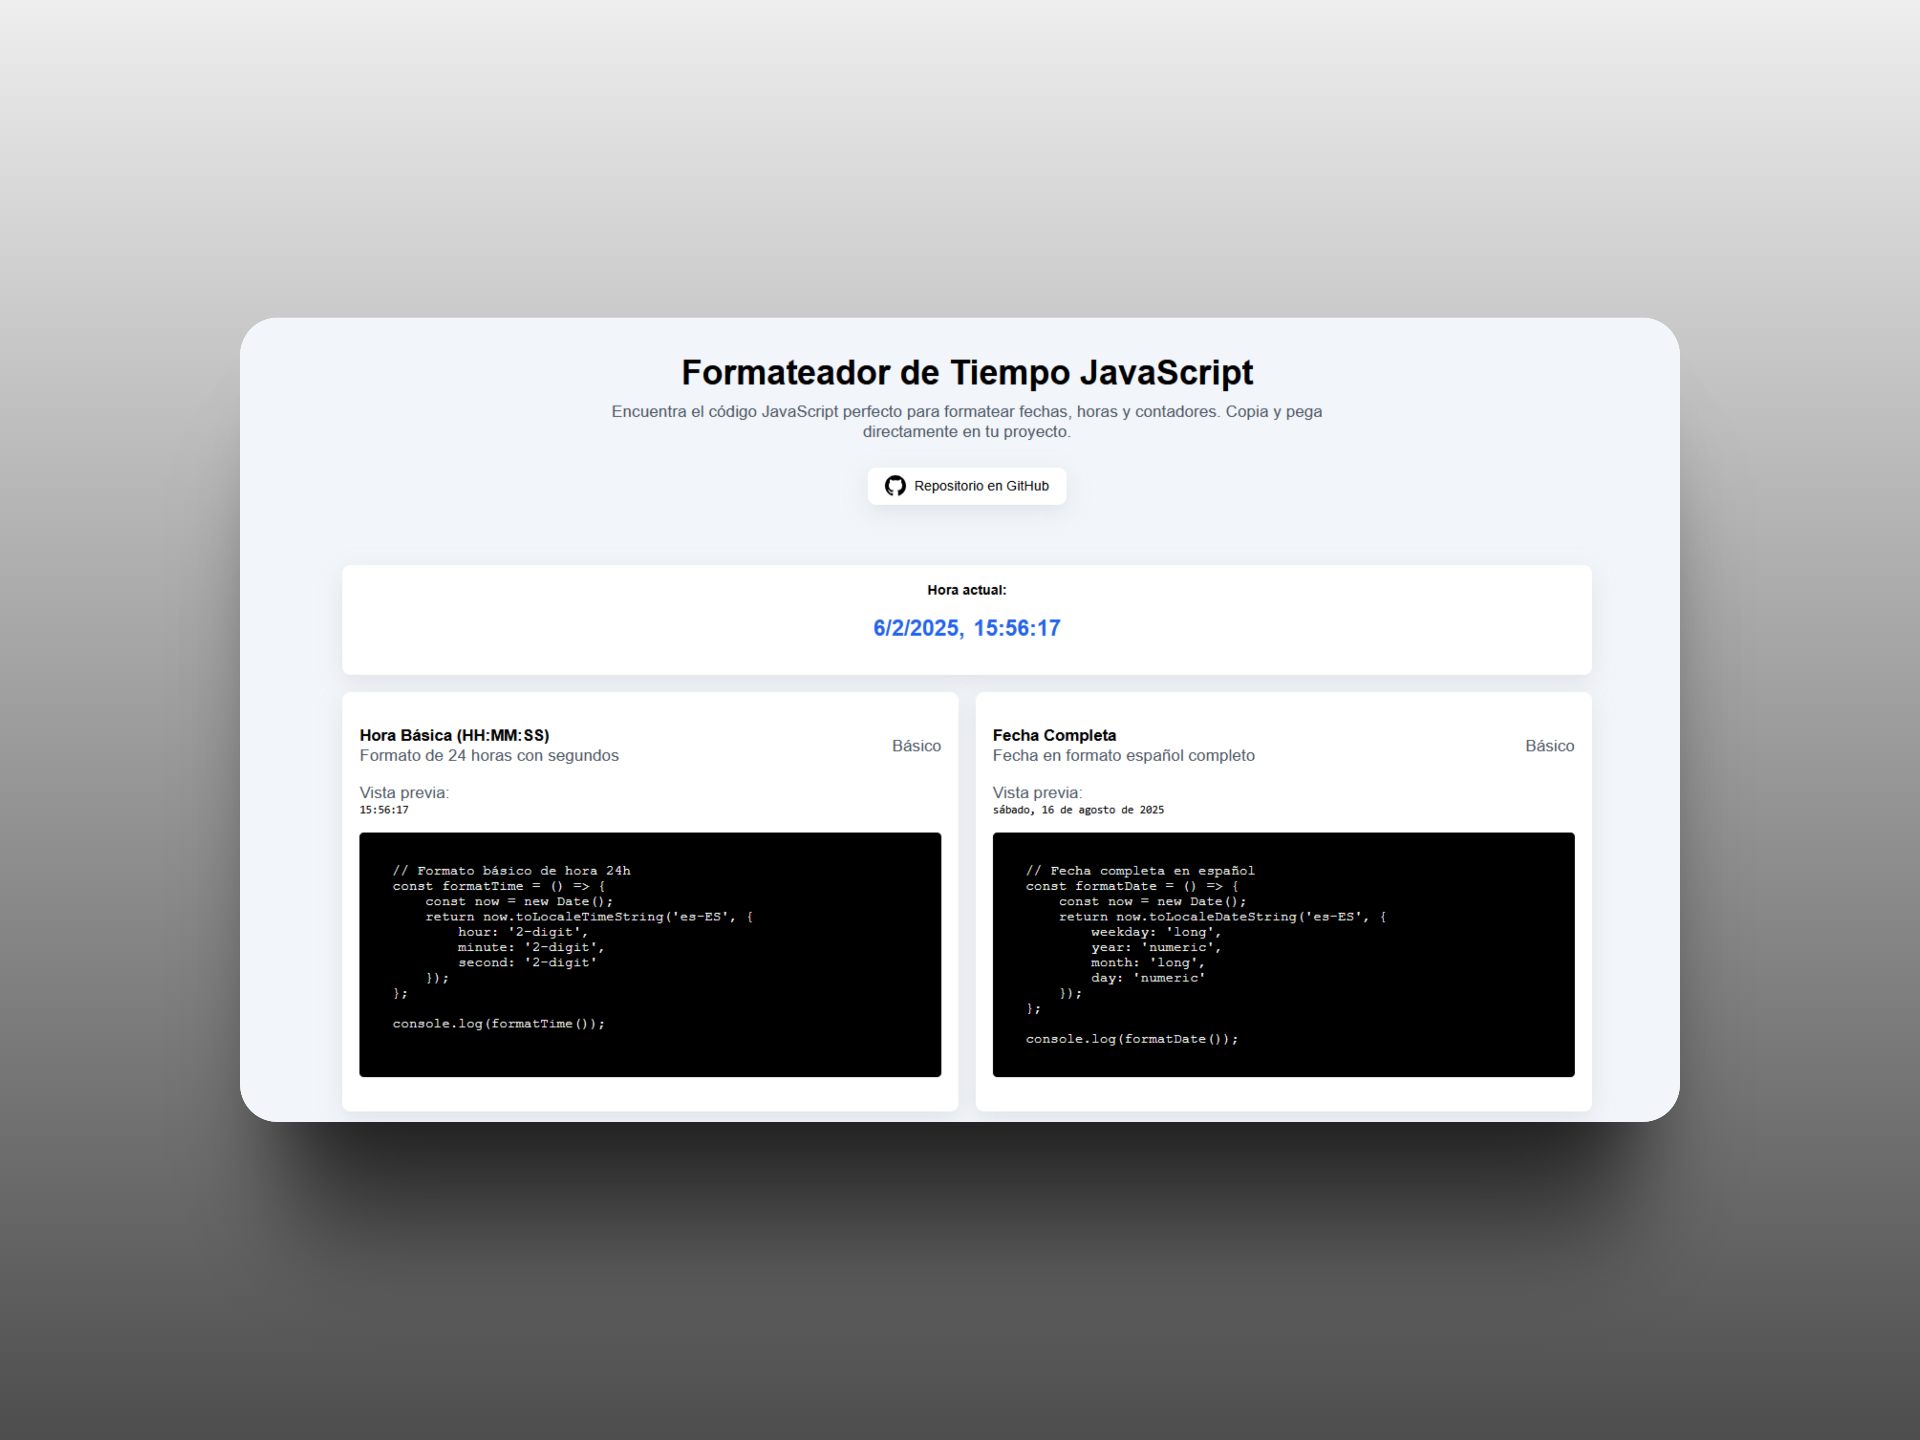 Formateador de Tiempo JavaScript
Encuentra el código JavaScript perfecto para formatear fechas, horas y contadores. Copia y pega
directamente en tu proyecto.
Repositorio en GitHub
Hora actual:
6/2/2025, 15:56:17
Hora Básica (HH:MM:SS)
Formato de 24 horas con segundos
Básico
Vista previa:
15:56:17
// Formato básico de hora 24h
const formatTime = () => {
    const now = new Date();
    return now.toLocaleTimeString('es-ES', {
        hour: '2-digit',
        minute: '2-digit',
        second: '2-digit'
    });
};
console.log(formatTime());
Fecha Completa
Fecha en formato español completo
Básico
Vista previa:
sábado, 16 de agosto de 2025
// Fecha completa en español
const formatDate = () => {
    const now = new Date();
    return now.toLocaleDateString('es-ES', {
        weekday: 'long',
        year: 'numeric',
        month: 'long',
        day: 'numeric'
    });
};
console.log(formatDate());